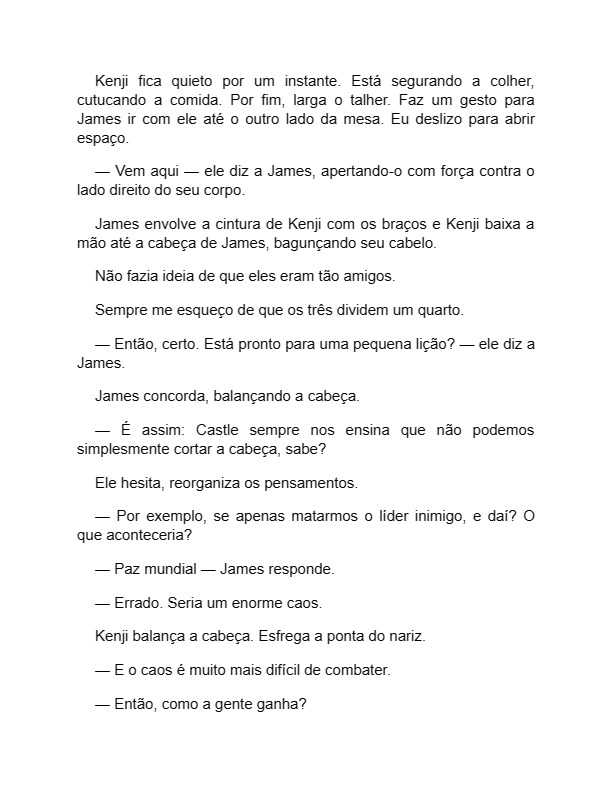 Kenji fica quieto por um instante. Está segurando a colher,
cutucando a comida. Por fim, larga o talher. Faz um gesto para
James ir com ele até o outro lado da mesa. Eu deslizo para abrir
espaço.
— Vem aqui — ele diz a James, apertando-o com força contra o
lado direito do seu corpo.
James envolve a cintura de Kenji com os braços e Kenji baixa a
mão até a cabeça de James, bagunçando seu cabelo.
Não fazia ideia de que eles eram tão amigos.
Sempre me esqueço de que os três dividem um quarto.
— Então, certo. Está pronto para uma pequena lição? — ele diz a
James.
James concorda, balançando a cabeça.
— É assim: Castle sempre nos ensina que não podemos
simplesmente cortar a cabeça, sabe?
Ele hesita, reorganiza os pensamentos.
— Por exemplo, se apenas matarmos o líder inimigo, e daí? O
que aconteceria?
— Paz mundial — James responde.
— Errado. Seria um enorme caos.
Kenji balança a cabeça. Esfrega a ponta do nariz.
— E o caos é muito mais difícil de combater.
— Então, como a gente ganha?